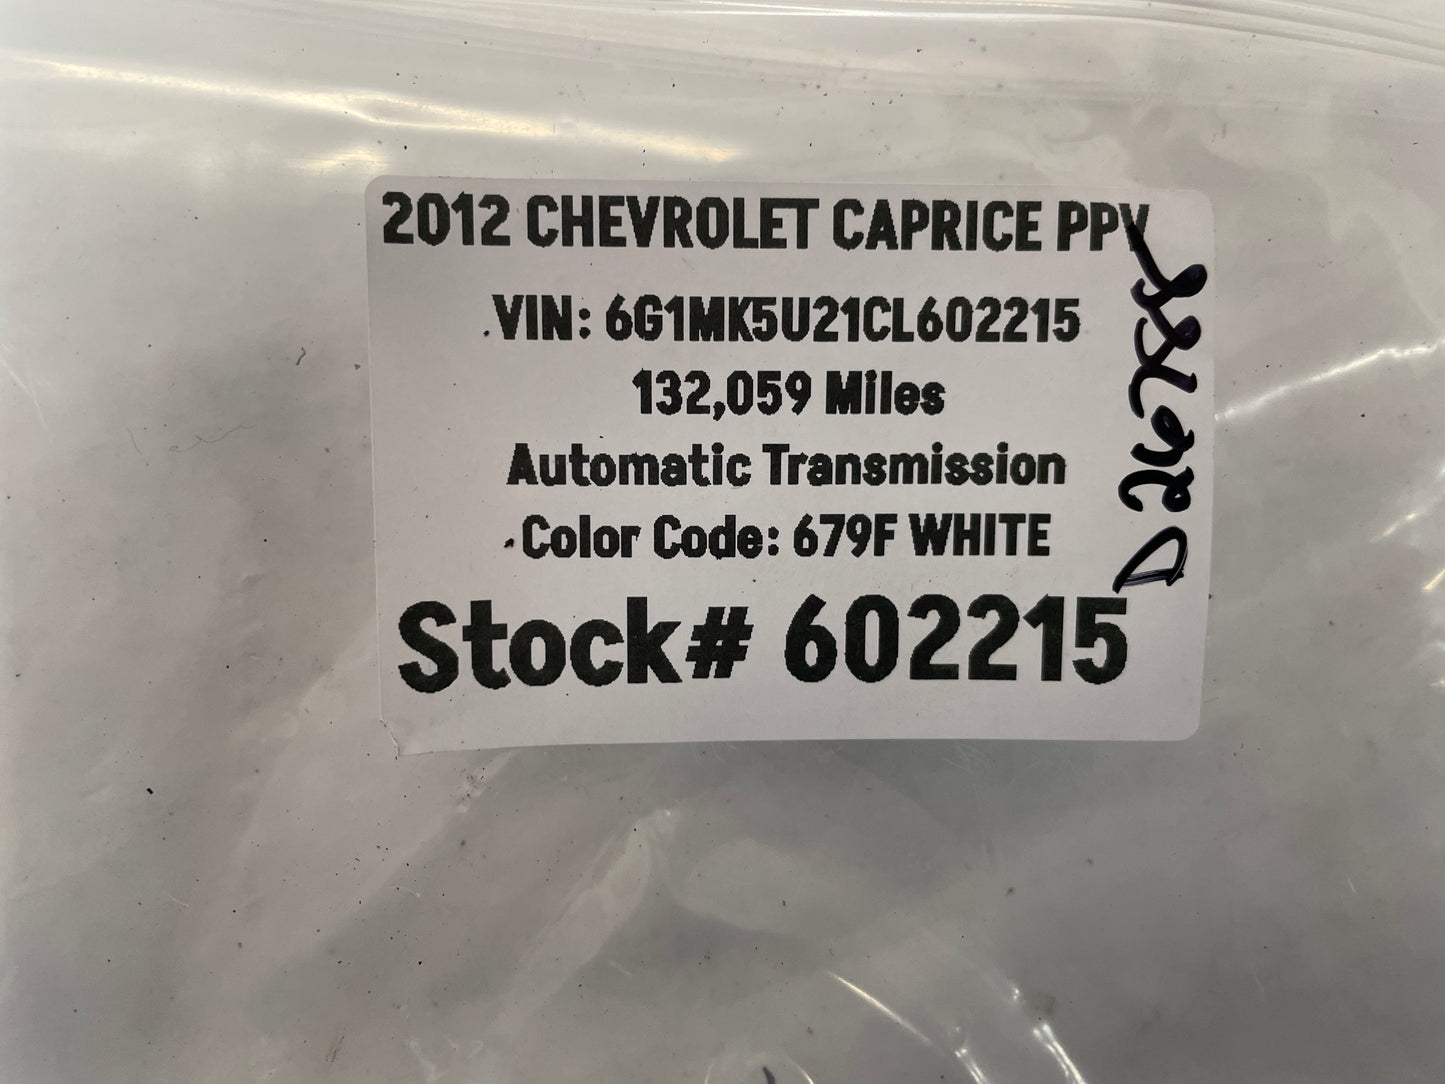 2012 CHEVROLET CAPRICE PPV
VIN: 6G1MK5U21CL602215
132,059 Miles
Automatic Transmission
Color Code: 679F WHITE
Stock# 602215